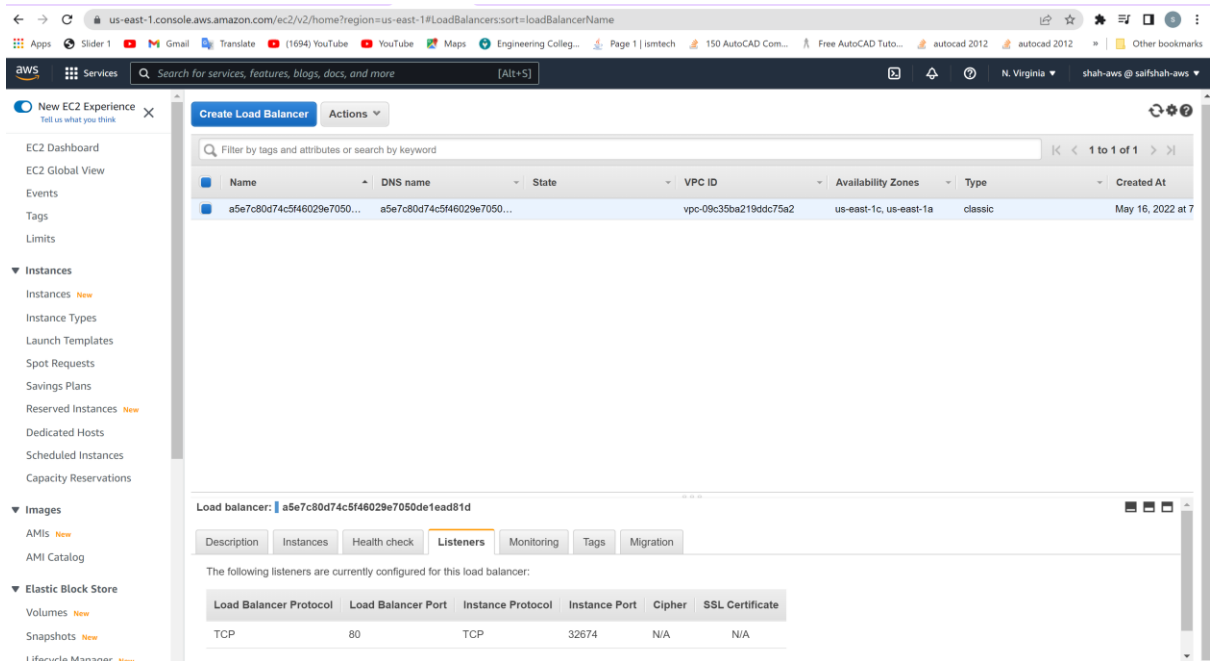 us-east-1.console.aws.amazon.com/ec2/v2/home?region=us-east-1#LoadBalancers:sort=loadBalancerName
Apps Slider 1 Gmail Translate (1694) YouTube YouTube Maps Engineering Colleg... Page 1 | ismtech 150 AutoCAD Com... Free AutoCAD Tuto... autocad 2012 autocad 2012 » Other bookmarks
aws Services Search for services, features, blogs, docs, and more [Alt+S] N. Virginia ▼ shah-aws @ saifshah-aws ▼
New EC2 Experience
Tell us what you think
EC2 Dashboard
EC2 Global View
Events
Tags
Limits
Instances
Instances New
Instance Types
Launch Templates
Spot Requests
Savings Plans
Reserved Instances New
Dedicated Hosts
Scheduled Instances
Capacity Reservations
Images
AMIs New
AMI Catalog
Elastic Block Store
Volumes New
Snapshots New
Lifecycle Manager New
Create Load Balancer Actions
Filter by tags and attributes or search by keyword 1 to 1 of 1
Name DNS name State VPC ID Availability Zones Type Created At
a5e7c80d74c5f46029e7050... a5e7c80d74c5f46029e7050... vpc-09c35ba219ddc75a2 us-east-1c, us-east-1a classic May 16, 2022 at 7
Load balancer: a5e7c80d74c5f46029e7050de1ead81d
Description Instances Health check Listeners Monitoring Tags Migration
The following listeners are currently configured for this load balancer:
Load Balancer Protocol Load Balancer Port Instance Protocol Instance Port Cipher SSL Certificate
TCP 80 TCP 32674 N/A N/A